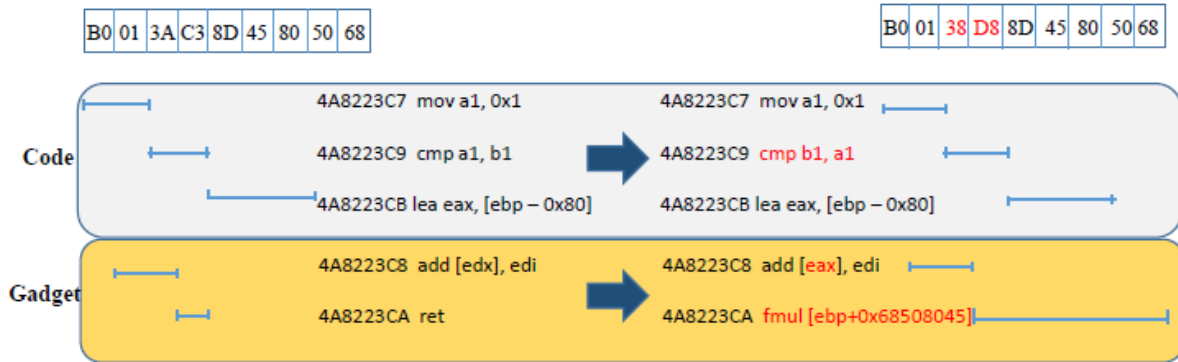 B0 01 3A C3 8D 45 80 50 68
B0 01 38 D8 8D 45 80 50 68
Code
4A8223C7 mov a1, 0x1
4A8223C7 mov a1, 0x1
4A8223C9 cmp a1, b1
4A8223C9 cmp b1, a1
4A8223CB lea eax, [ebp – 0x80]
4A8223CB lea eax, [ebp – 0x80]
Gadget
4A8223C8 add [edx], edi
4A8223C8 add [eax], edi
4A8223CA ret
4A8223CA fmul [ebp+0x68508045]